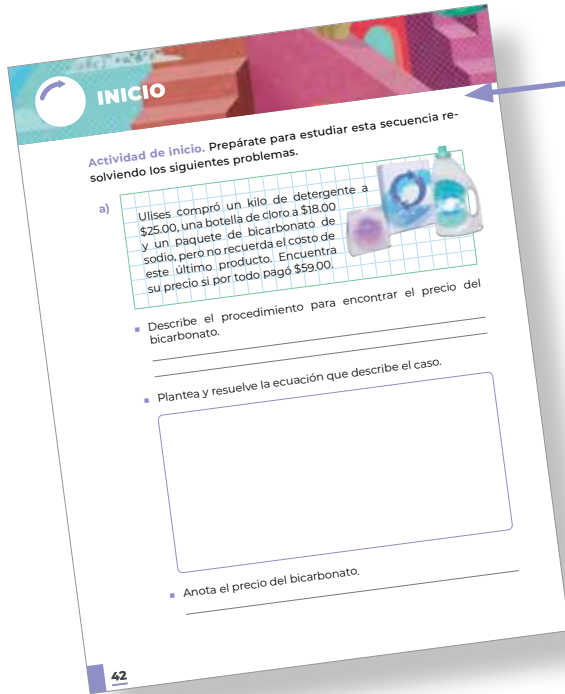 INICIO
Actividad de inicio. Prepárate para estudiar esta secuencia re-
solviendo los siguientes problemas.
a)
Ulises compró un kilo de detergente a
$25.00, una botella de cloro a $18.00
y un paquete de bicarbonato de
sodio, pero no recuerda el costo de
este último producto. Encuentra
su precio si por todo pagó $59.00.
Describe el procedimiento para encontrar el precio del
bicarbonato.
Plantea y resuelve la ecuación que describe el caso.
Anota el precio del bicarbonato.
42